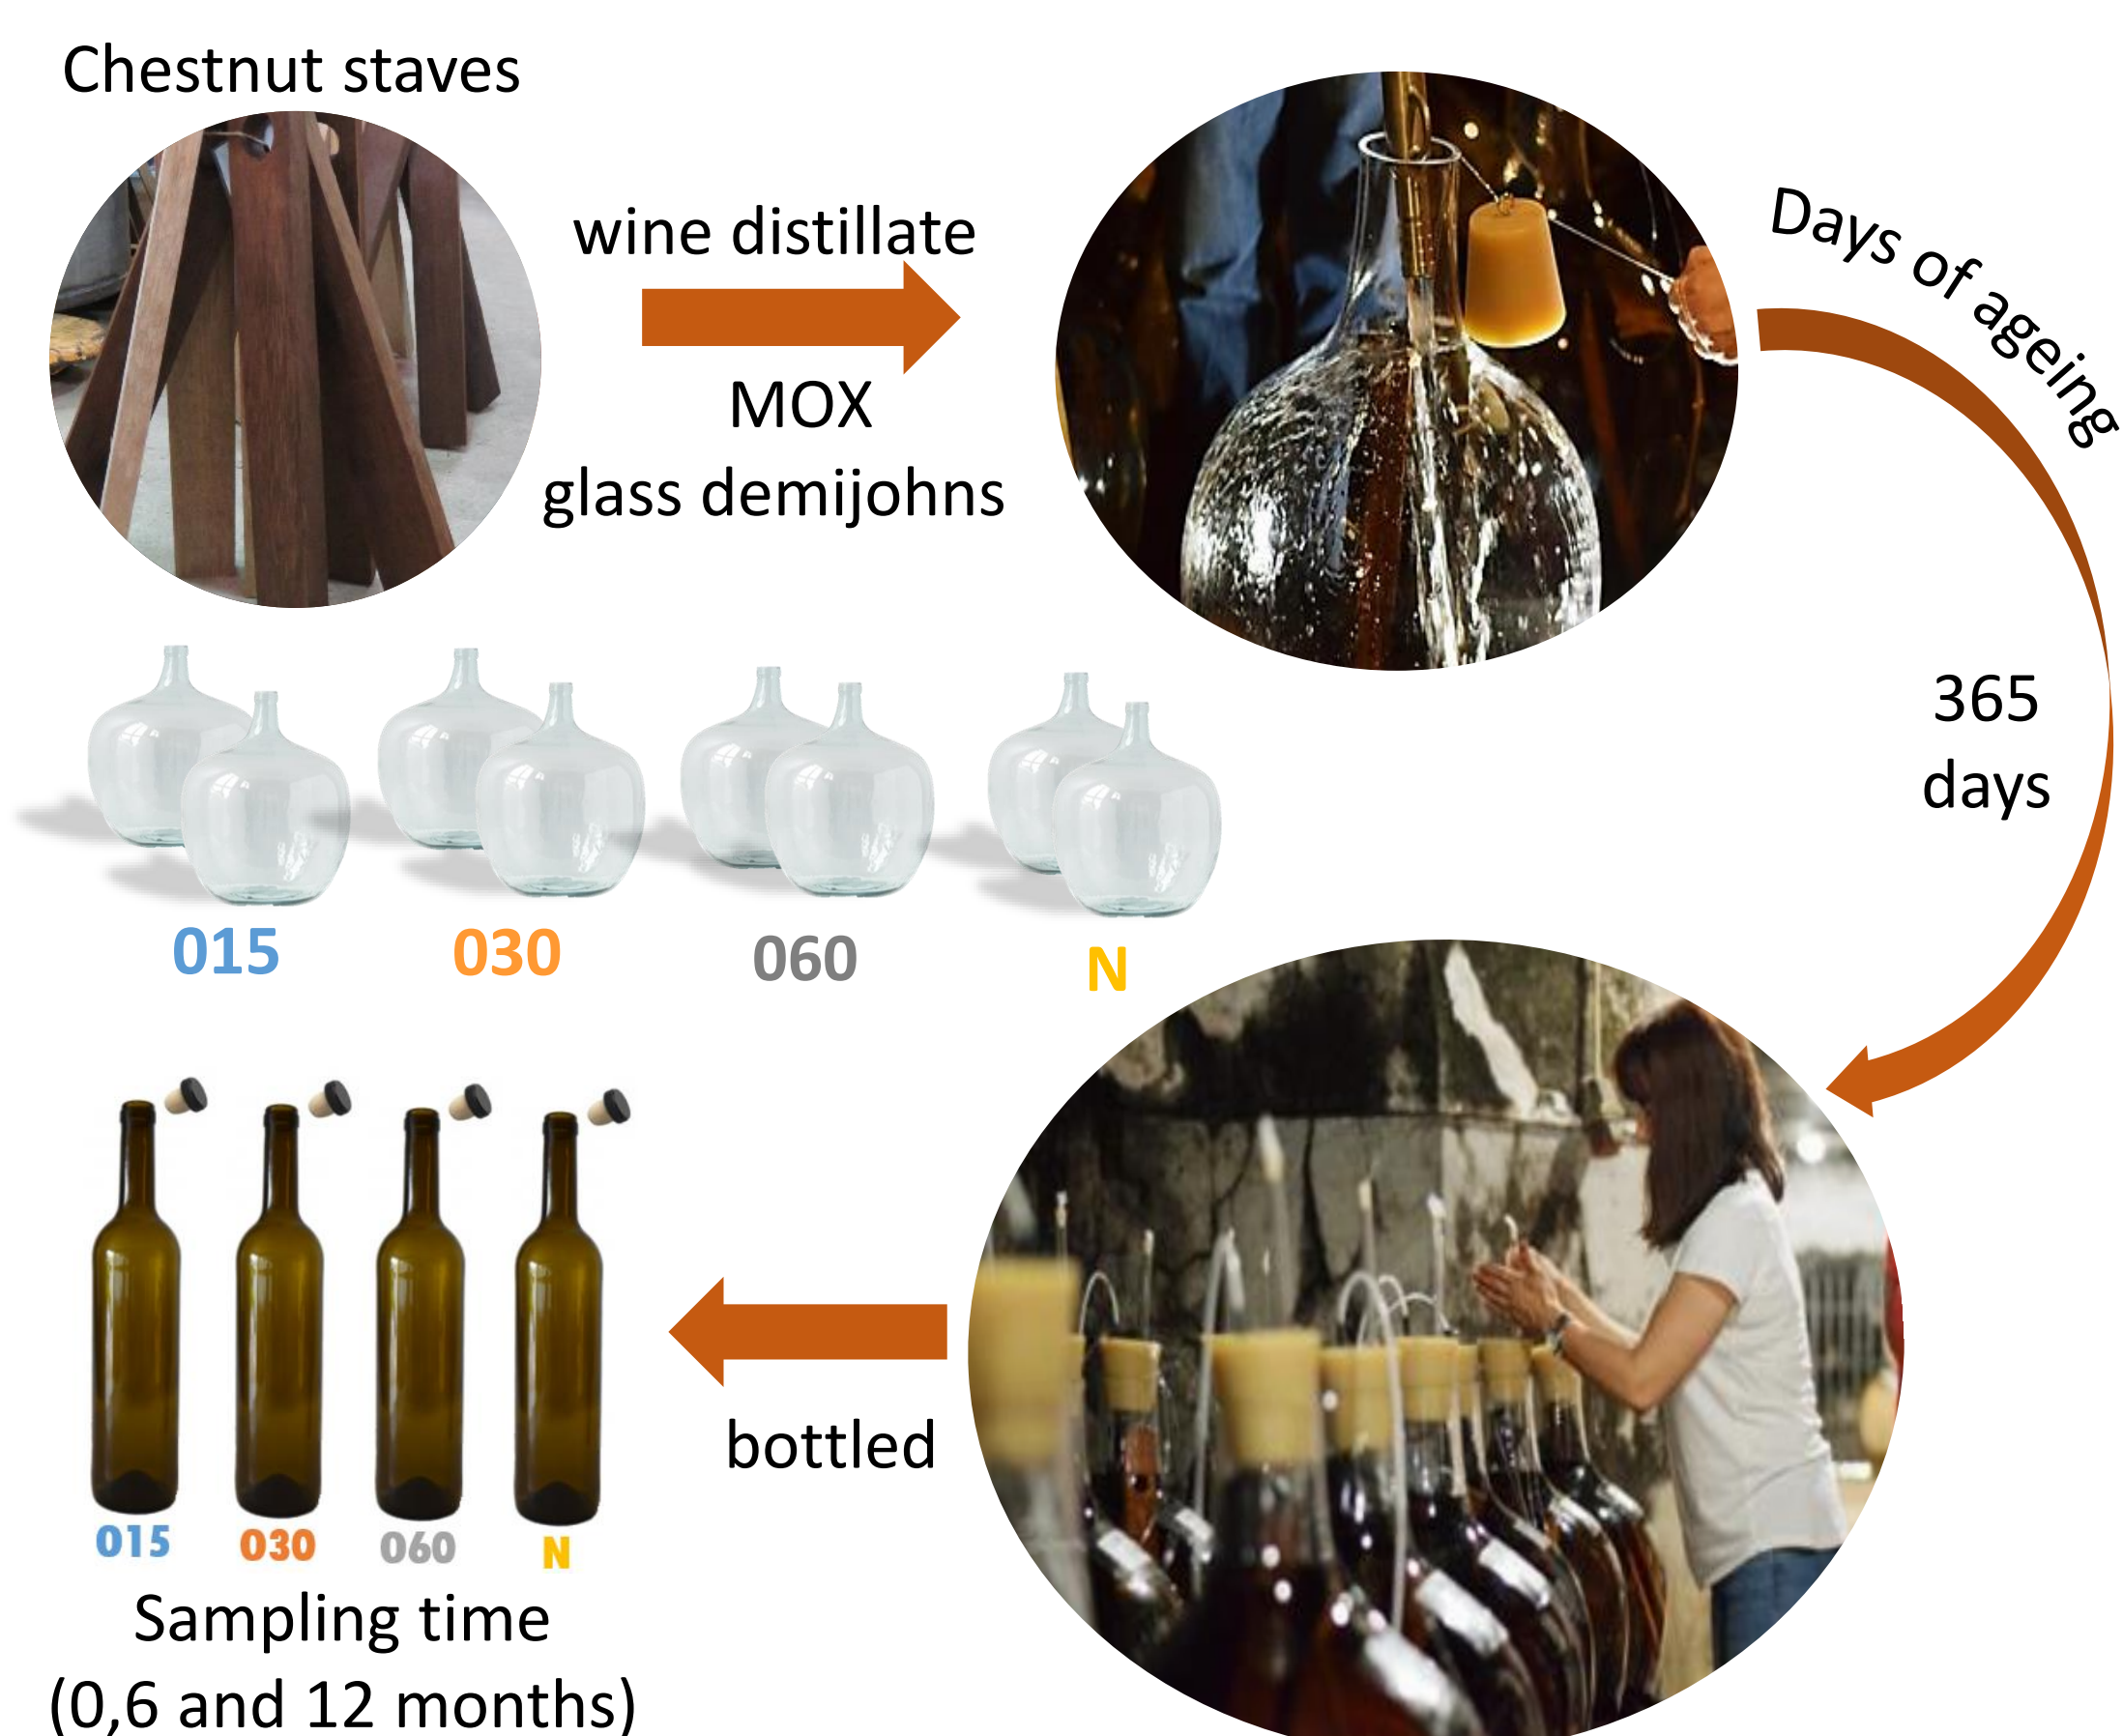 Chestnut staves
wine distillate
MOX
glass demijohns
Days of ageing
365
days
015
030
060
N
bottled
015
030
060
N
Sampling time
(0,6 and 12 months)